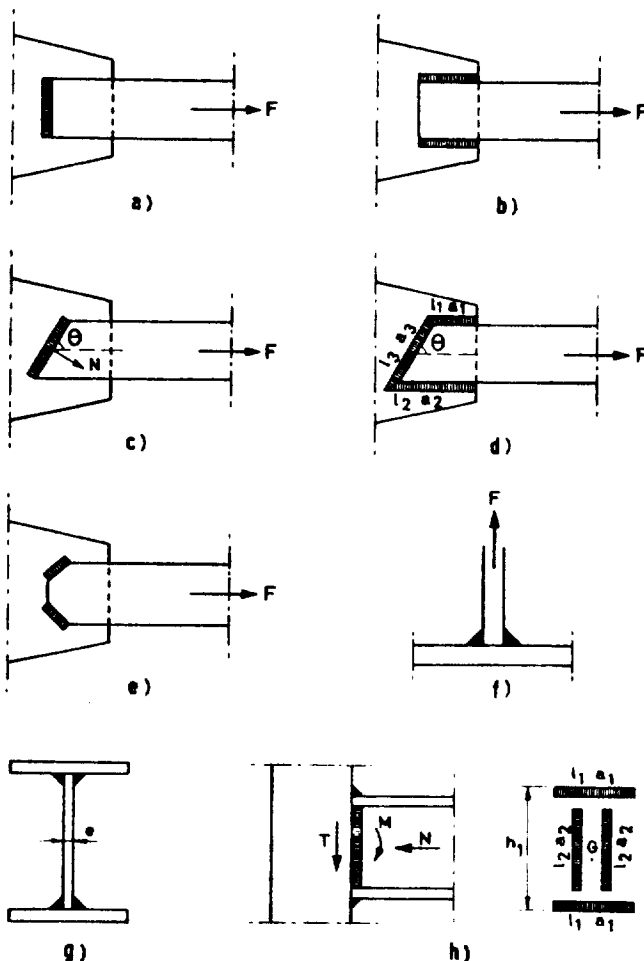 F
a)
F
b)
θ
N
F
c)
l1 a1
l3 a3
θ
l2 a2
F
d)
F
e)
F
f)
e
g)
T
M
N
h1
l1 a1
l2 a2
G
l2 a2
l1 a1
h)